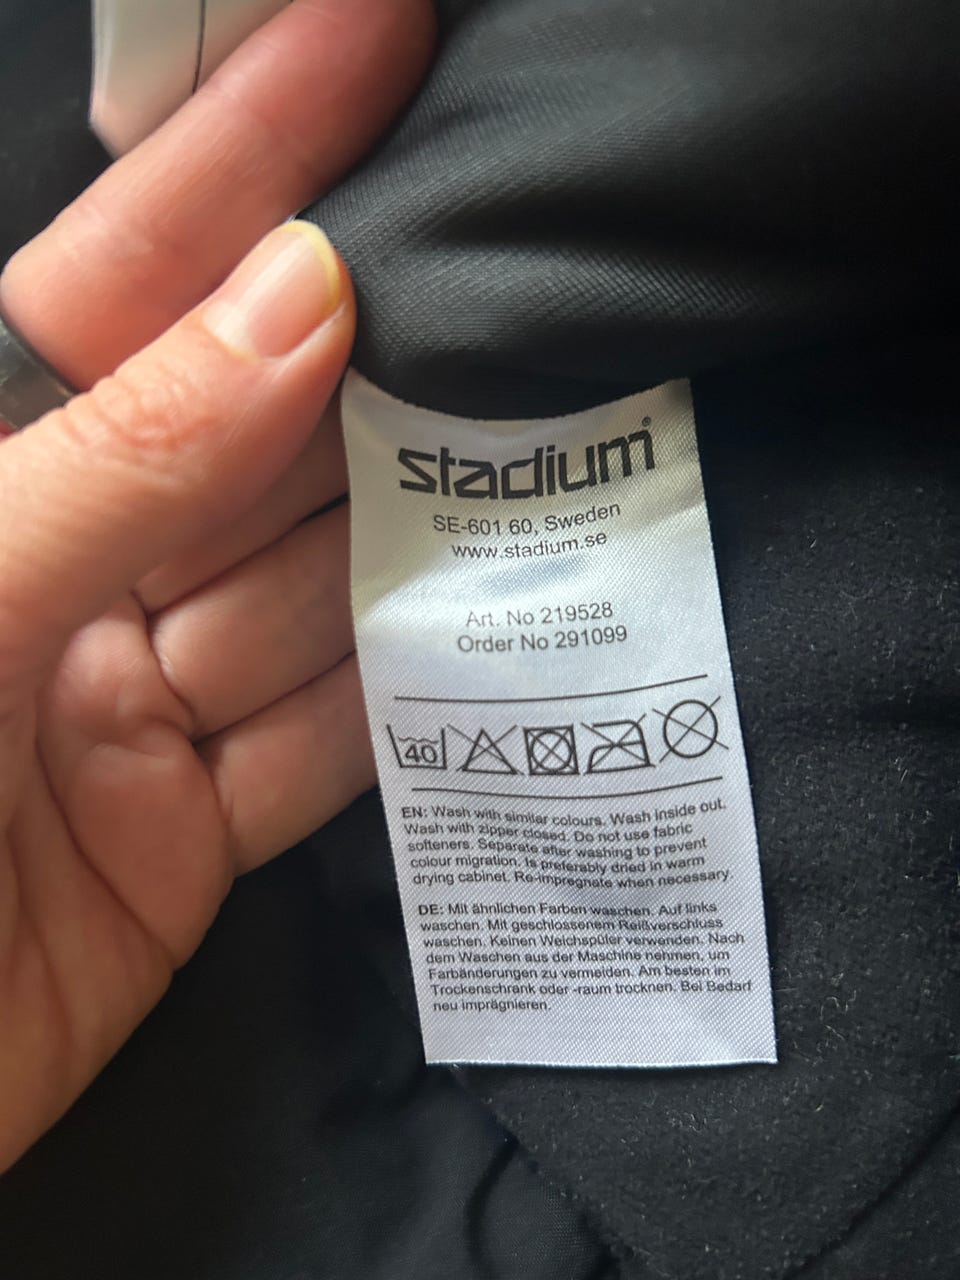 stadium®
SE-601 60, Sweden
www.stadium.se
Art. No 219528
Order No 291099
40
EN: Wash with similar colours. Wash inside out.
Wash with zipper closed. Do not use fabric
softeners. Separate after washing to prevent
colour migration. Is preferably dried in warm
drying cabinet. Re-impregnate when necessary.
DE: Mit ähnlichen Farben waschen. Auf links
waschen. Mit geschlossenem Reißverschluss
waschen. Keinen Weichspüler verwenden. Nach
dem Waschen aus der Maschine nehmen, um
Farbänderungen zu vermeiden. Am besten im
Trockenschrank oder -raum trocknen. Bei Bedarf
neu imprägnieren.